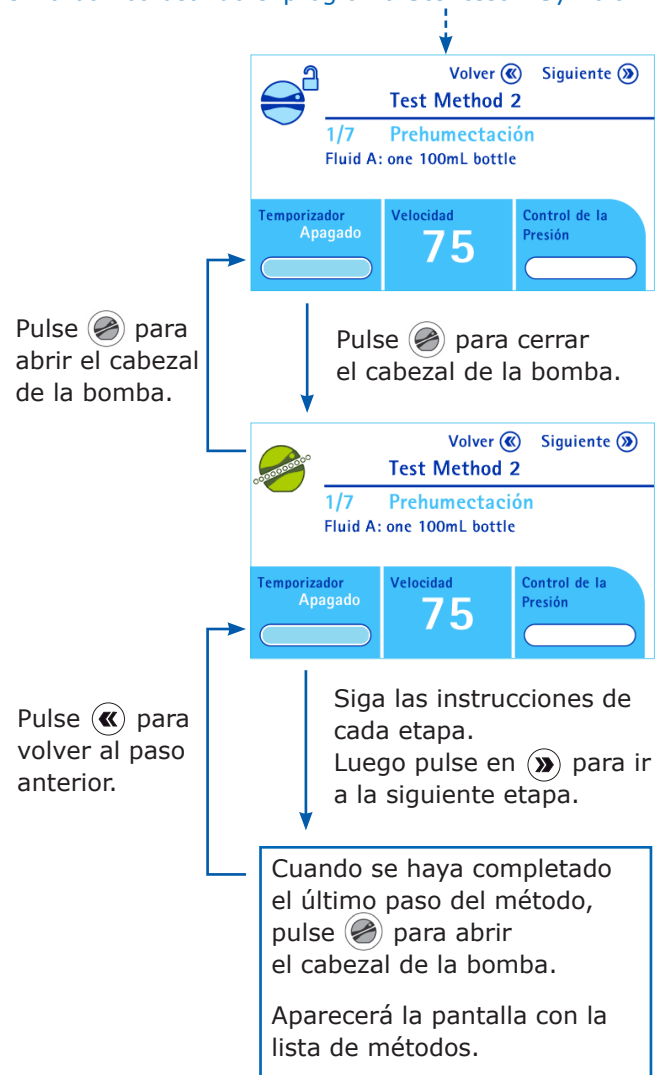 Volver Siguiente
Test Method 2
1/7 Prehumectación
Fluid A: one 100mL bottle
Temporizador
Apagado
Velocidad
75
Control de la
Presión
Pulse para
abrir el cabezal
de la bomba.
Pulse para cerrar
el cabezal de la bomba.
Volver Siguiente
Test Method 2
1/7 Prehumectación
Fluid A: one 100mL bottle
Temporizador
Apagado
Velocidad
75
Control de la
Presión
Pulse para
volver al paso
anterior.
Siga las instrucciones de
cada etapa.
Luego pulse en para ir
a la siguiente etapa.
Cuando se haya completado
el último paso del método,
pulse para abrir
el cabezal de la bomba.
Aparecerá la pantalla con la
lista de métodos.